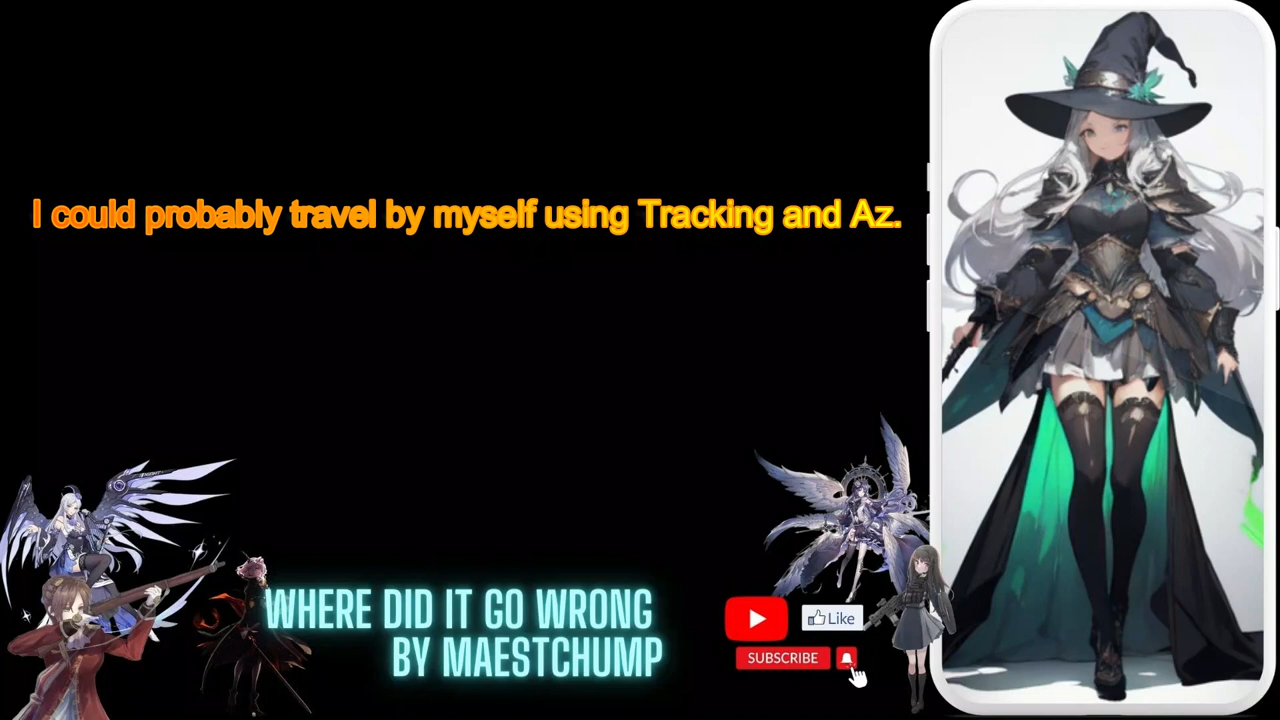 I could probably travel by myself using Tracking and Az.
WHERE DID IT GO WRONG
BY MAESTCHUMP
Like
SUBSCRIBE